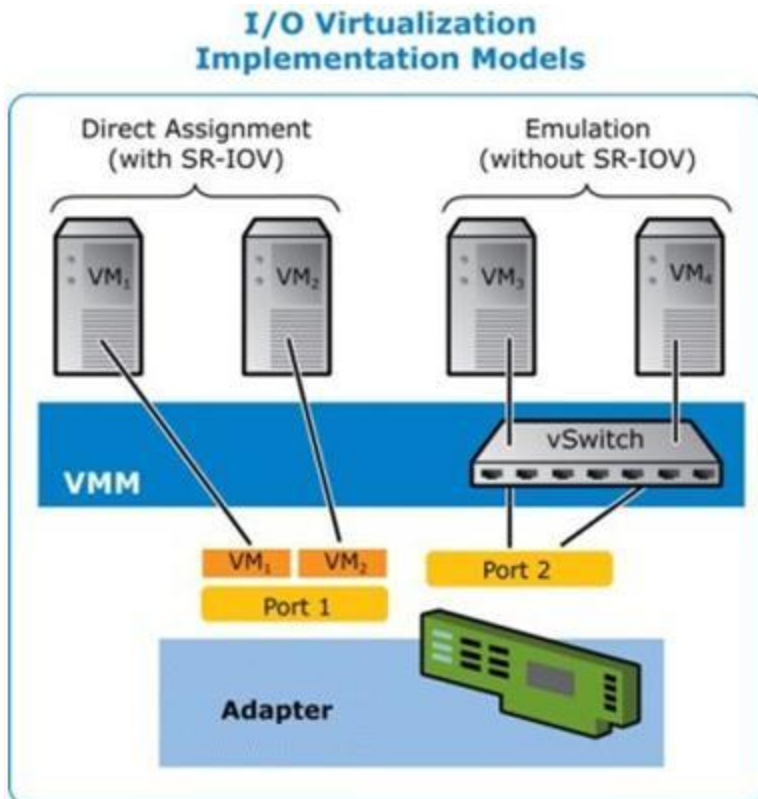 I/O Virtualization
Implementation Models
Direct Assignment
(with SR-IOV)
Emulation
(without SR-IOV)
VM₁
VM₂
VM₃
VM₄
vSwitch
VMM
VM₁
VM₂
Port 1
Port 2
Adapter